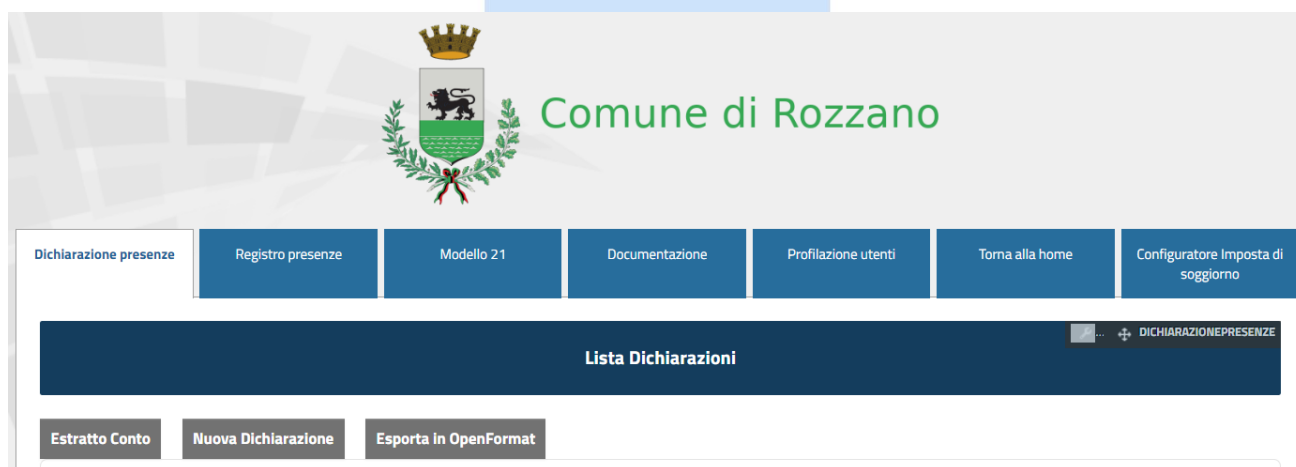 Comune di Rozzano
Dichiarazione presenze
Registro presenze
Modello 21
Documentazione
Profilazione utenti
Torna alla home
Configuratore Imposta di
soggiorno
... DICHIARAZIONEPRESENZE
Lista Dichiarazioni
Estratto Conto
Nuova Dichiarazione
Esporta in OpenFormat